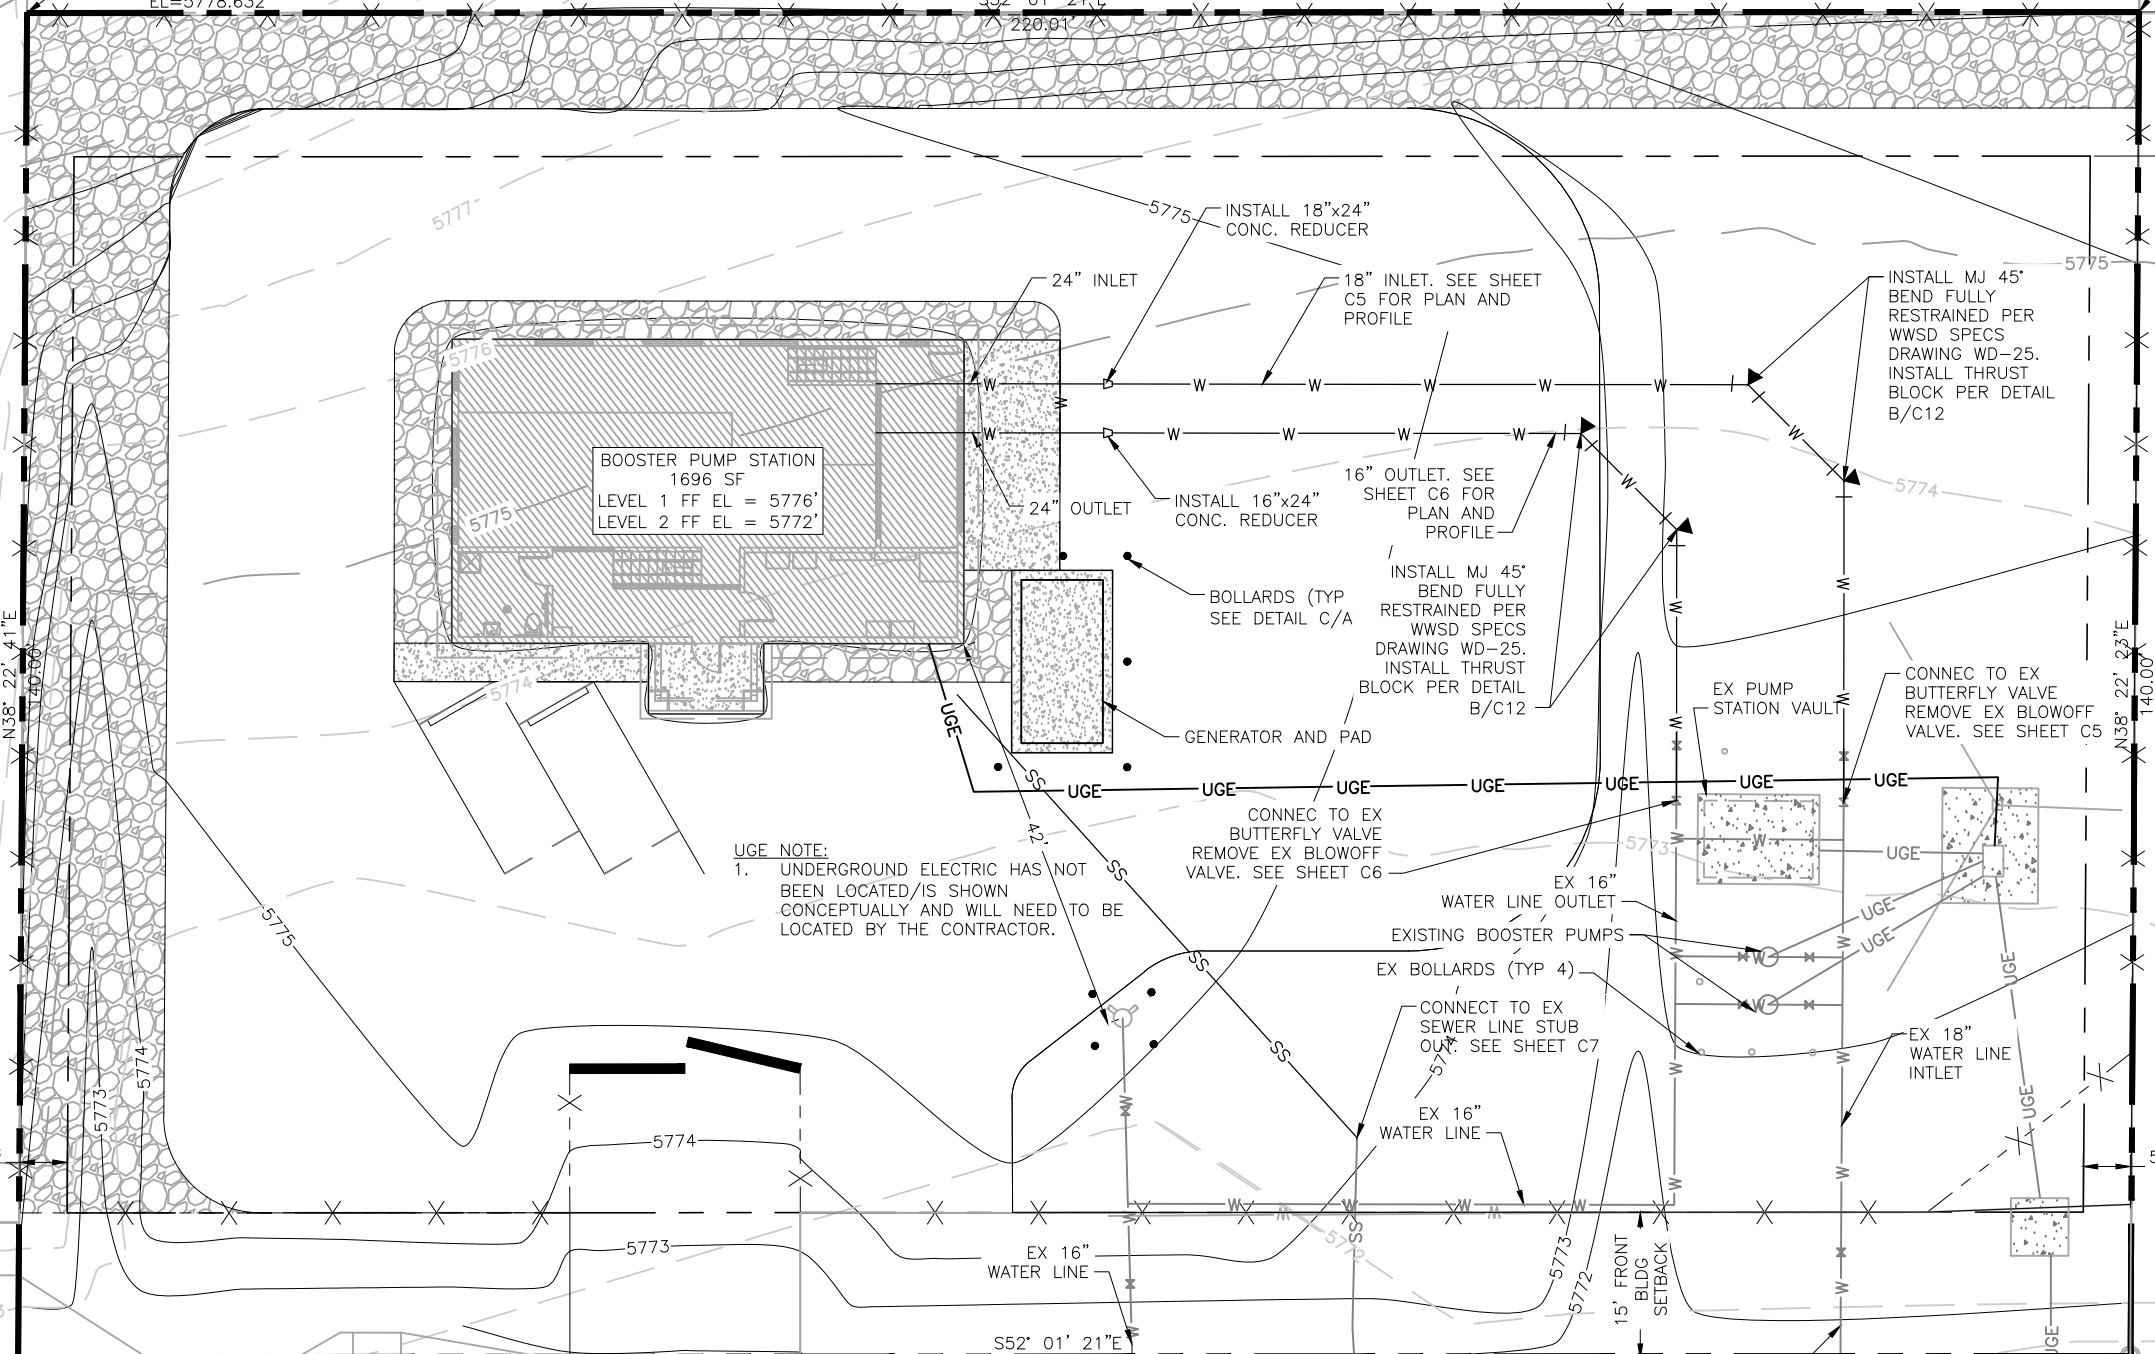 EL=5778.632
S52° 01' 21"E
220.01'
5777
5775
INSTALL 18"x24"
CONC. REDUCER
24" INLET
18" INLET. SEE SHEET
C5 FOR PLAN AND
PROFILE
5775
INSTALL MJ 45°
BEND FULLY
RESTRAINED PER
WWSD SPECS
DRAWING WD-25.
INSTALL THRUST
BLOCK PER DETAIL
B/C12
5776
W W W W W W
W
W W W W W
W
W
BOOSTER PUMP STATION
1696 SF
LEVEL 1 FF EL = 5776'
LEVEL 2 FF EL = 5772'
5775
24" OUTLET
INSTALL 16"x24"
CONC. REDUCER
16" OUTLET. SEE
SHEET C6 FOR
PLAN AND
PROFILE
5774
BOLLARDS (TYP
SEE DETAIL C/A
INSTALL MJ 45°
BEND FULLY
RESTRAINED PER
WWSD SPECS
DRAWING WD-25.
INSTALL THRUST
BLOCK PER DETAIL
B/C12
W
W
W
W
N38° 22' 41"E
140.00'
N38° 22' 23"E
140.00'
5774
EX PUMP
STATION VAULT
CONNEC TO EX
BUTTERFLY VALVE
REMOVE EX BLOWOFF
VALVE. SEE SHEET C5
GENERATOR AND PAD
UGE
SS
UGE UGE UGE UGE UGE UGE UGE
42'
CONNEC TO EX
BUTTERFLY VALVE
REMOVE EX BLOWOFF
VALVE. SEE SHEET C6
5773
W
W
W
UGE
UGE NOTE:
1. UNDERGROUND ELECTRIC HAS NOT
BEEN LOCATED/IS SHOWN
CONCEPTUALLY AND WILL NEED TO BE
LOCATED BY THE CONTRACTOR.
SS
EX 16"
WATER LINE OUTLET
UGE
5775
EXISTING BOOSTER PUMPS
UGE
SS
W
W
W
EX BOLLARDS (TYP 4)
UGE
CONNECT TO EX
SEWER LINE STUB
OUT. SEE SHEET C7
W
EX 18"
WATER LINE
INTLET
5774
SS
5774
W
W
5773
W
UGE
EX 16"
WATER LINE
5774
W
W
W W W W
W
W
W
SS
5772
5773
EX 16"
WATER LINE
5773
5772
15' FRONT
BLDG
SETBACK
W
W
UGE
S52° 01' 21"E